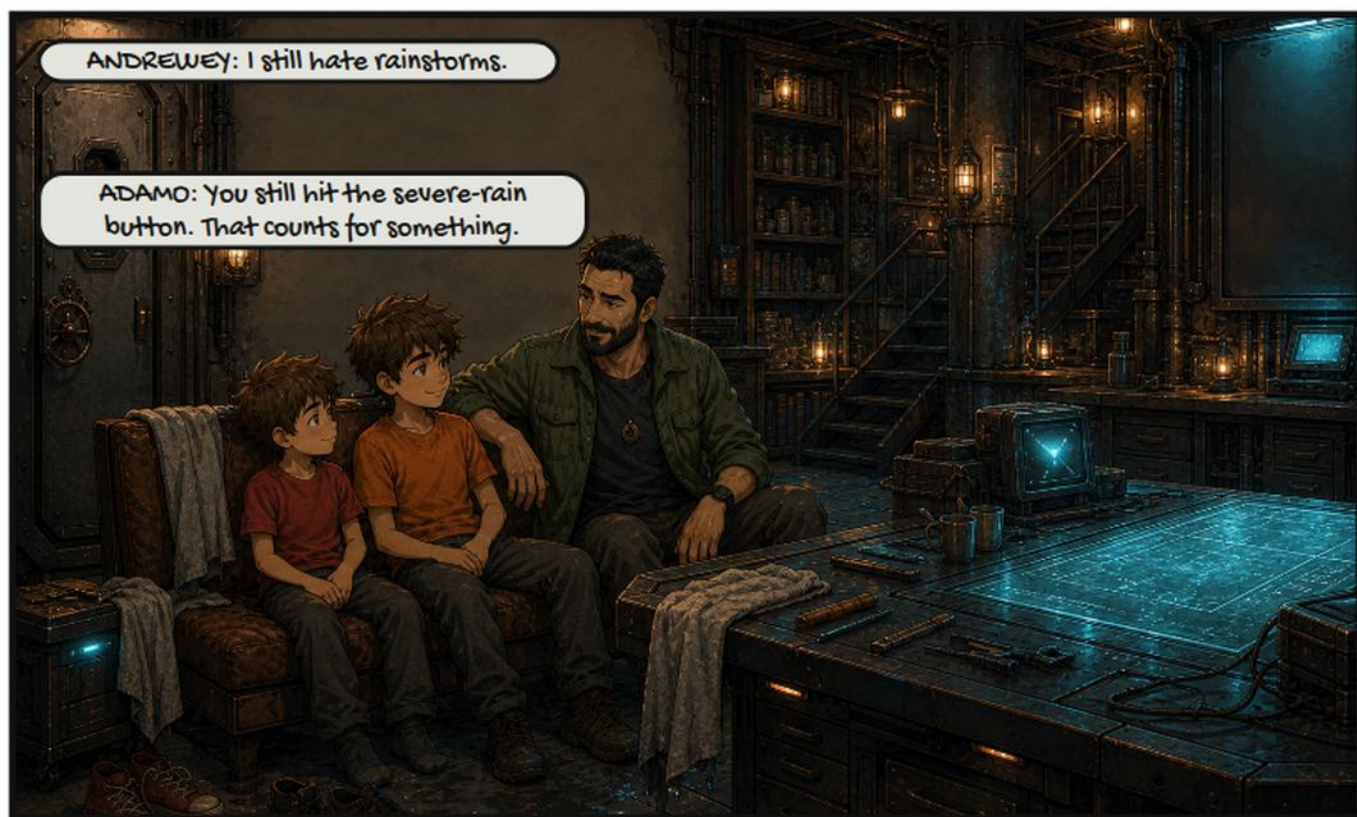 ANDREWEY: I still hate rainstorms.
ADAMO: You still hit the severe-rain
button. That counts for something.